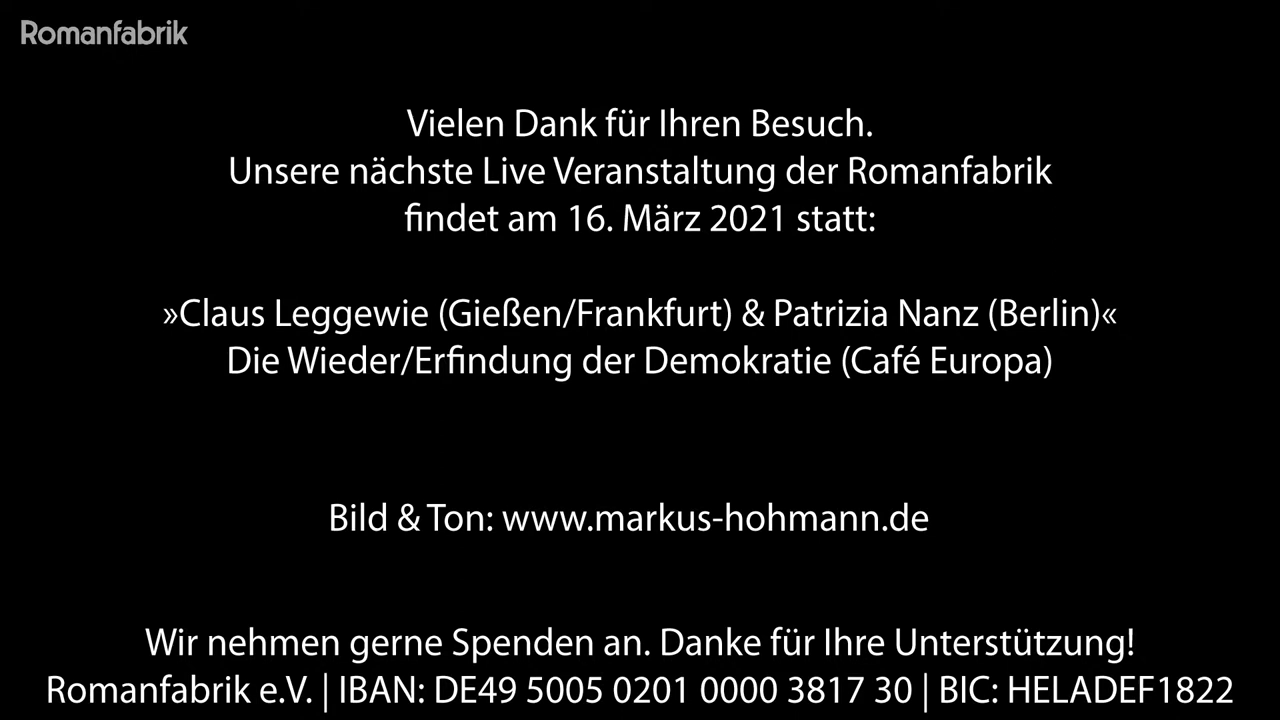 Romanfabrik
Vielen Dank für Ihren Besuch.
Unsere nächste Live Veranstaltung der Romanfabrik
findet am 16. März 2021 statt:
»Claus Leggewie (Gießen/Frankfurt) & Patrizia Nanz (Berlin)«
Die Wieder/Erfindung der Demokratie (Café Europa)
Bild & Ton: www.markus-hohmann.de
Wir nehmen gerne Spenden an. Danke für Ihre Unterstützung!
Romanfabrik e.V. | IBAN: DE49 5005 0201 0000 3817 30 | BIC: HELADEF1822